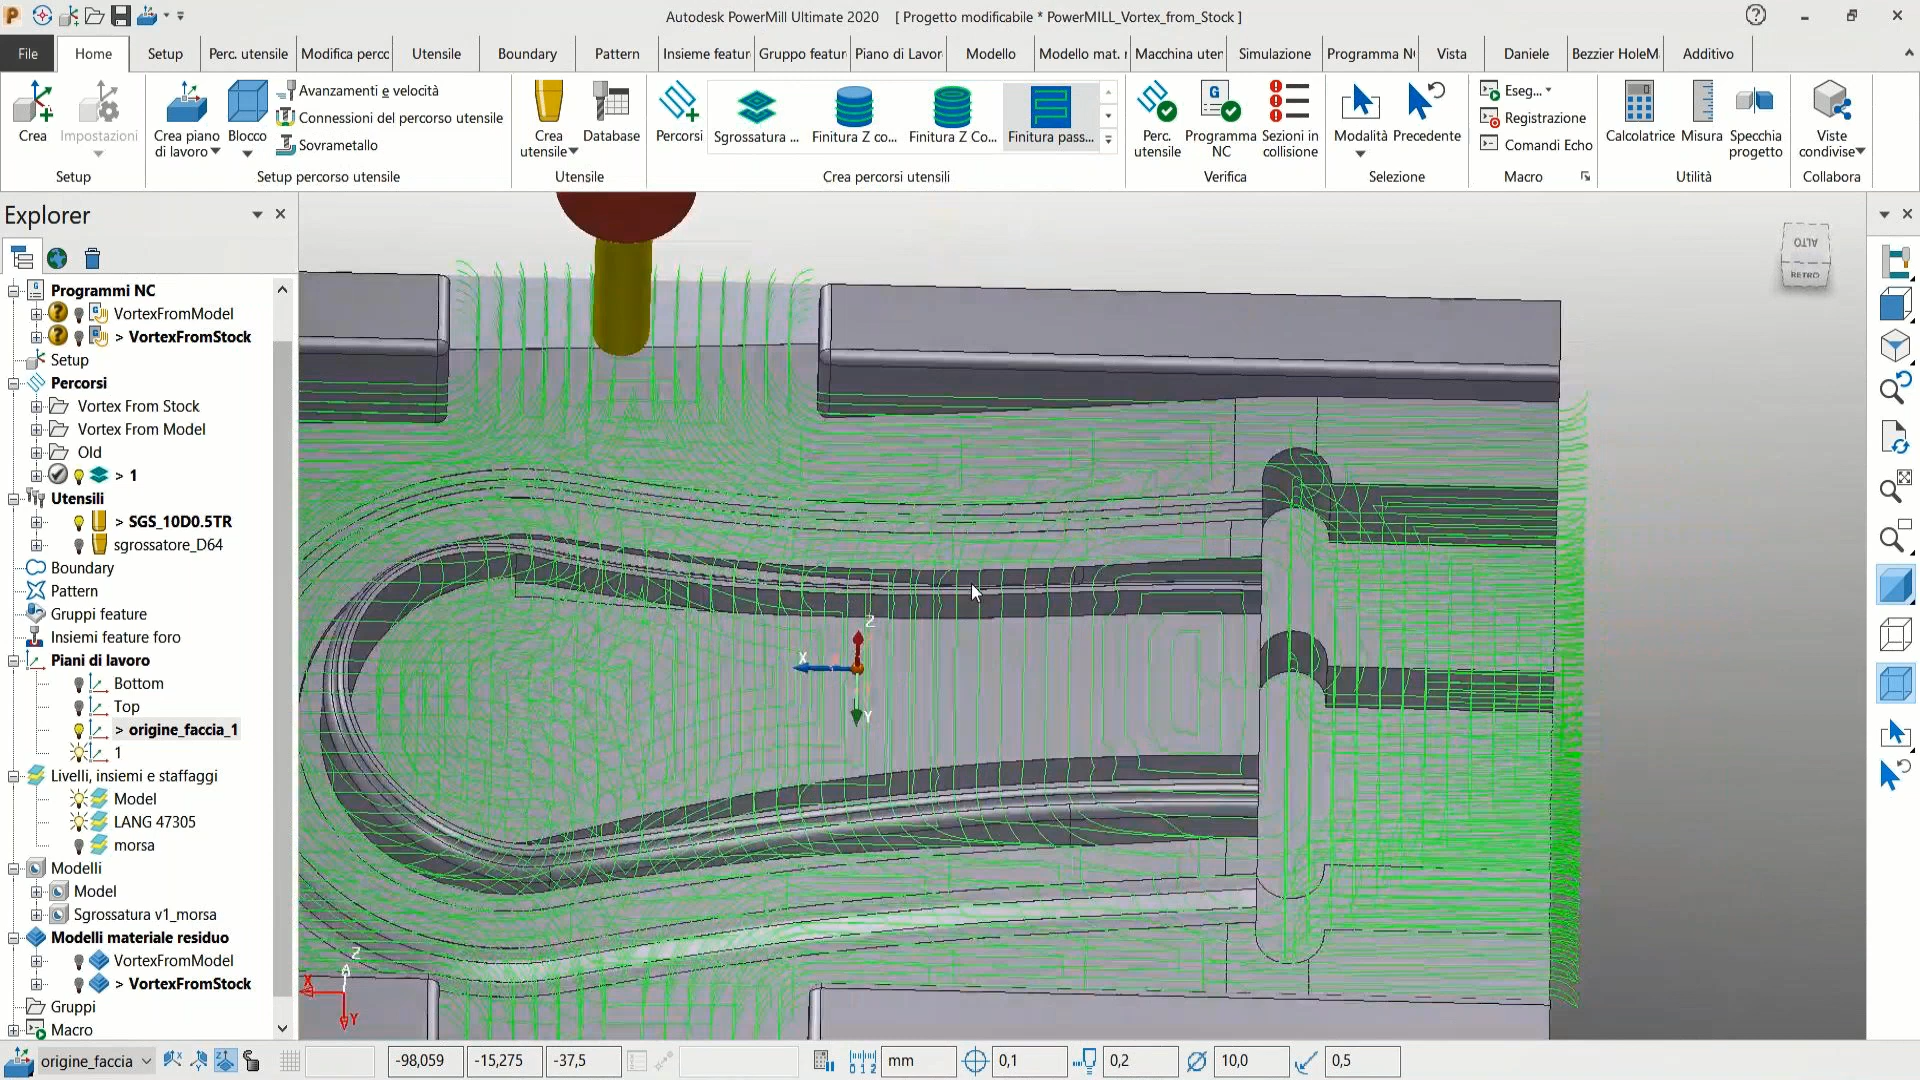 Autodesk PowerMill Ultimate 2020 [ Progetto modificabile * PowerMILL_Vortex_from_Stock ]
File Home Setup Perc. utensile Modifica perco Utensile Boundary Pattern Insieme featur Gruppo featur Piano di Lavor Modello Modello mat. r Macchina uter Simulazione Programma N Vista Daniele Bezzier HoleM Additivo
Crea
Impostazioni
Setup
Crea piano di lavoro
Blocco
Avanzamenti e velocità
Connessioni del percorso utensile
Sovrametallo
Setup percorso utensile
Crea utensile
Database
Utensile
Percorsi
Sgrossatura ...
Finitura Z co...
Finitura Z Co...
Finitura pass...
Crea percorsi utensili
Perc. utensile
Programma NC
Sezioni in collisione
Verifica
Modalità
Precedente
Selezione
Eseg...
Registrazione
Comandi Echo
Macro
Calcolatrice
Misura
Specchia progetto
Utilità
Viste condivise
Collabora
Explorer
Programmi NC
VortexFromModel
> VortexFromStock
Setup
Percorsi
Vortex From Stock
Vortex From Model
Old
> 1
Utensili
> SGS_10D0.5TR
sgrossatore_D64
Boundary
Pattern
Gruppi feature
Insiemi feature foro
Piani di lavoro
Bottom
Top
> origine_faccia_1
1
Livelli, insiemi e staffaggi
Model
LANG 47305
morsa
Modelli
Model
Sgrossatura v1_morsa
Modelli materiale residuo
VortexFromModel
> VortexFromStock
Gruppi
Macro
ALTO
RETRO
Z
X
Y
Z
X
Y
origine_faccia -98,059 -15,275 -37,5 mm 0,1 0,2 10,0 0,5